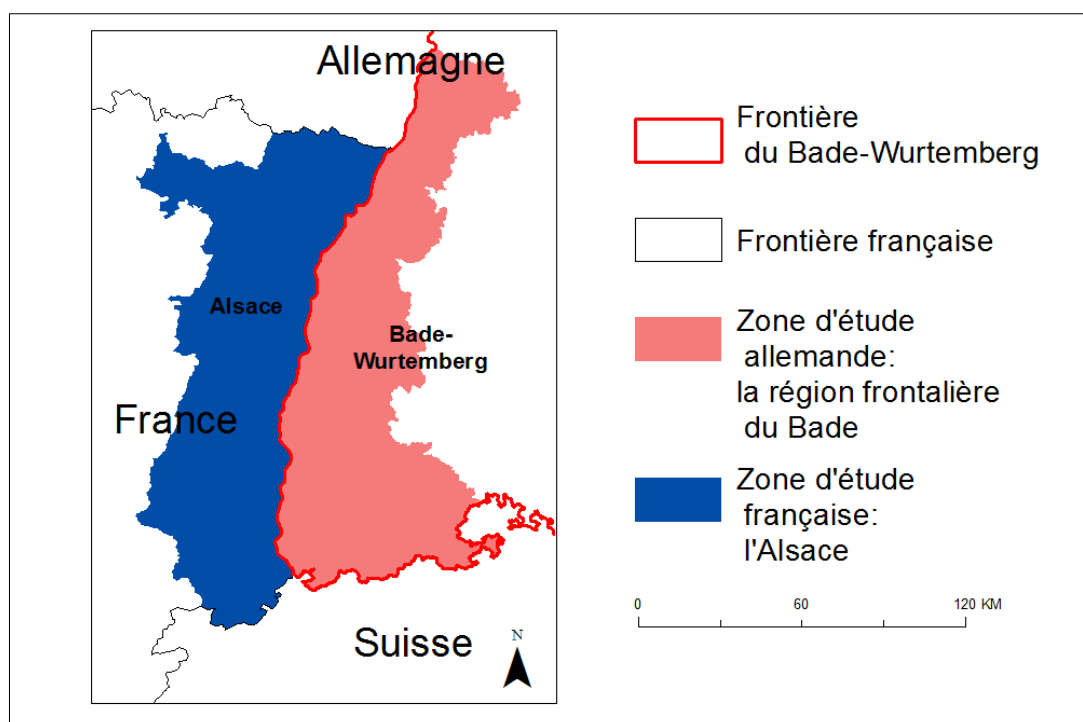 Allemagne
Alsace
Bade-
Wurtemberg
France
Suisse
N
Frontière
du Bade-Wurtemberg
Frontière française
Zone d'étude
allemande:
la région frontalière
du Bade
Zone d'étude
française:
l'Alsace
0 60 120 KM